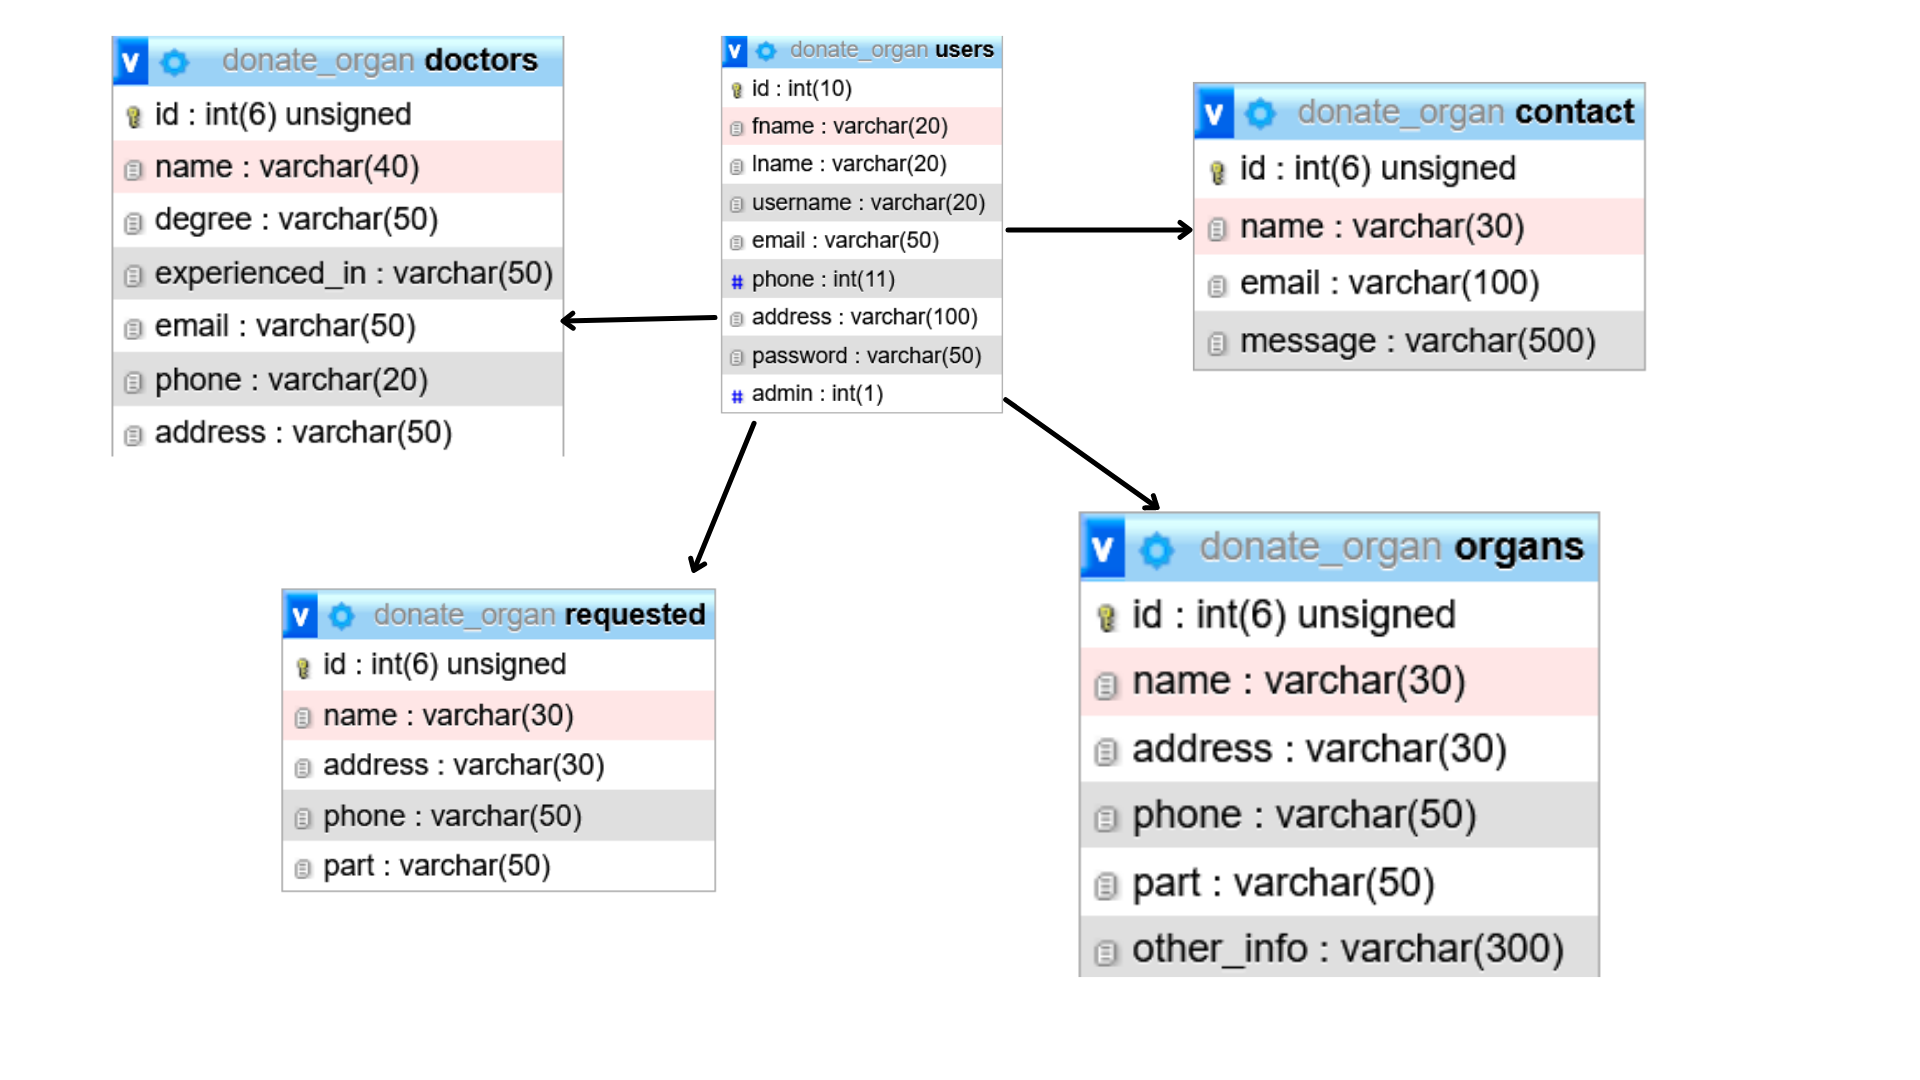 donate_organ doctors
id : int(6) unsigned
name : varchar(40)
degree : varchar(50)
experienced_in : varchar(50)
email : varchar(50)
phone : varchar(20)
address : varchar(50)
donate_organ users
id : int(10)
fname : varchar(20)
lname : varchar(20)
username : varchar(20)
email : varchar(50)
# phone : int(11)
address : varchar(100)
password : varchar(50)
# admin : int(1)
donate_organ contact
id : int(6) unsigned
name : varchar(30)
email : varchar(100)
message : varchar(500)
donate_organ requested
id : int(6) unsigned
name : varchar(30)
address : varchar(30)
phone : varchar(50)
part : varchar(50)
donate_organ organs
id : int(6) unsigned
name : varchar(30)
address : varchar(30)
phone : varchar(50)
part : varchar(50)
other_info : varchar(300)